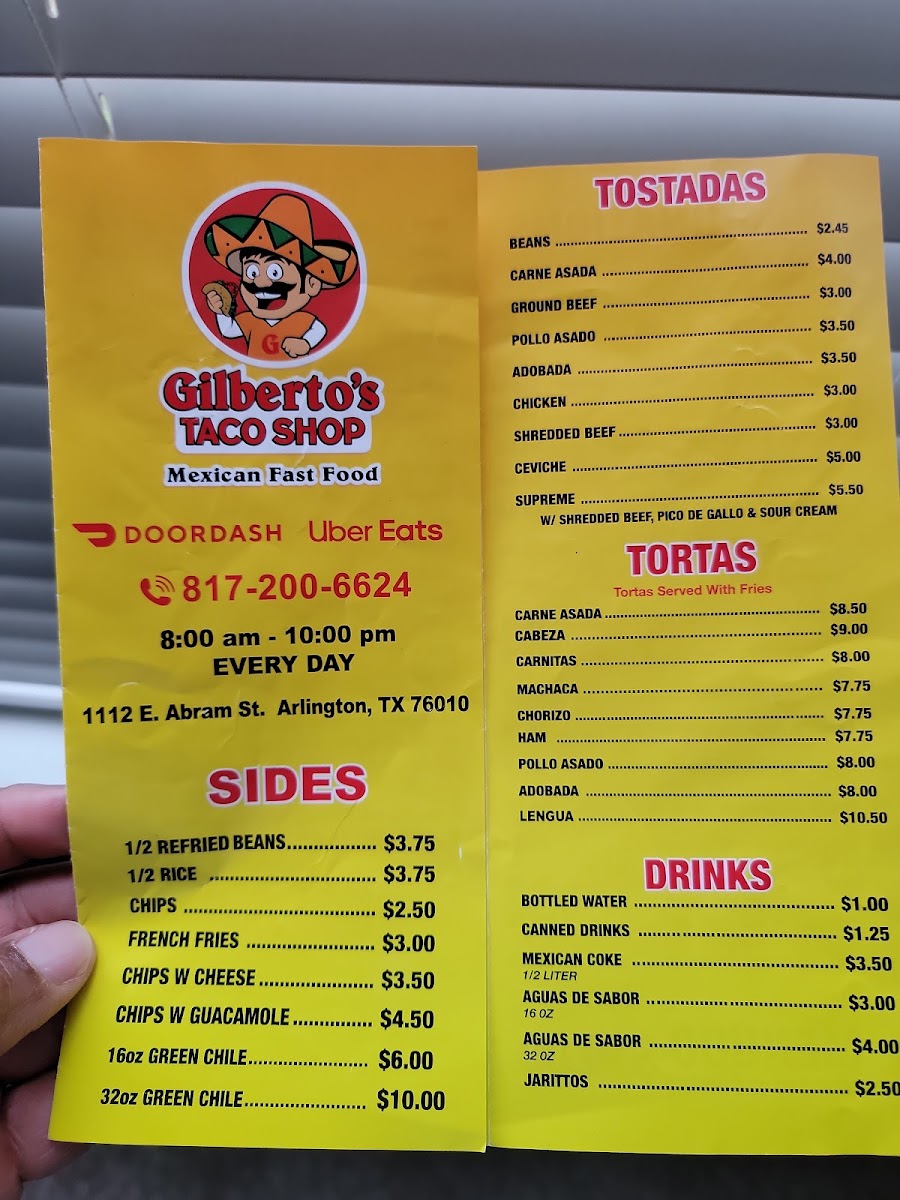 G
Gilberto's
TACO SHOP
Mexican Fast Food
DOORDASH Uber Eats
817-200-6624
8:00 am - 10:00 pm
EVERY DAY
1112 E. Abram St. Arlington, TX 76010
SIDES
1/2 REFRIED BEANS................. $3.75
1/2 RICE ................................ $3.75
CHIPS .................................... $2.50
FRENCH FRIES ........................ $3.00
CHIPS W CHEESE...................... $3.50
CHIPS W GUACAMOLE............... $4.50
16oz GREEN CHILE....................... $6.00
32oz GREEN CHILE....................... $10.00
TOSTADAS
BEANS ................................................ $2.45
CARNE ASADA ........................................ $4.00
GROUND BEEF ........................................ $3.00
POLLO ASADO ........................................ $3.50
ADOBADA ............................................. $3.50
CHICKEN .............................................. $3.00
SHREDDED BEEF..................................... $3.00
CEVICHE ............................................... $5.00
SUPREME .............................................. $5.50
W/ SHREDDED BEEF, PICO DE GALLO & SOUR CREAM
TORTAS
Tortas Served With Fries
CARNE ASADA........................................ $8.50
CABEZA ................................................ $9.00
CARNITAS .............................................. $8.00
MACHACA .............................................. $7.75
CHORIZO ............................................... $7.75
HAM .................................................... $7.75
POLLO ASADO ........................................ $8.00
ADOBADA .............................................. $8.00
LENGUA ................................................ $10.50
DRINKS
BOTTLED WATER ..................................... $1.00
CANNED DRINKS ..................................... $1.25
MEXICAN COKE ...................................... $3.50
1/2 LITER
AGUAS DE SABOR .................................... $3.00
16 OZ
AGUAS DE SABOR .................................... $4.00
32 OZ
JARITTOS .............................................. $2.50